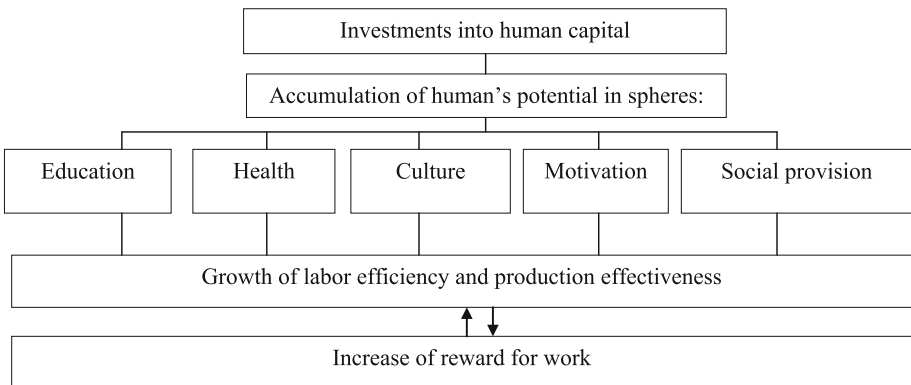 Investments into human capital
Accumulation of human's potential in spheres:
Education
Health
Culture
Motivation
Social provision
Growth of labor efficiency and production effectiveness
Increase of reward for work